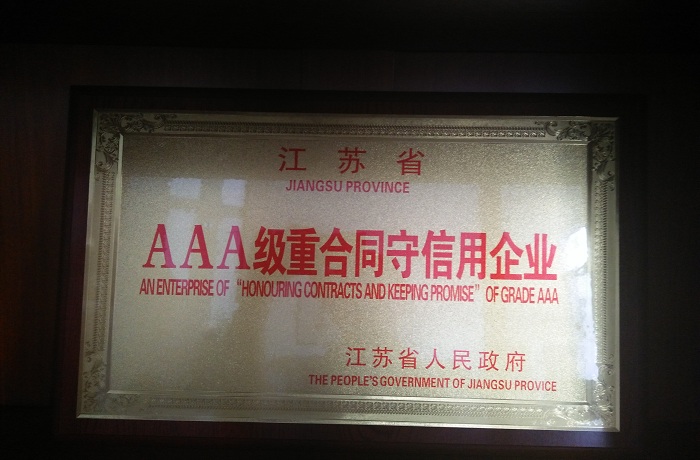 江苏省
JIANGSU PROVINCE
AAA级重合同守信用企业
AN ENTERPRISE OF “HONOURING CONTRACTS AND KEEPING PROMISE” OF GRADE AAA
江苏省人民政府
THE PEOPLE'S GOVERNMENT OF JIANGSU PROVICE